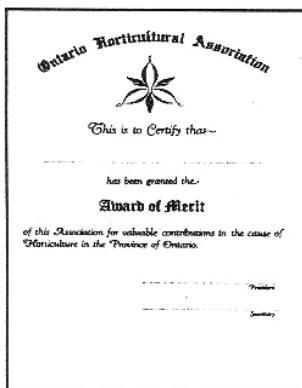 Ontario Horticultural Association
This is to Certify that~
has been granted the
Award of Merit
of this Association for valuable contributions in the cause of
Horticulture in the Province of Ontario.
President
Secretary